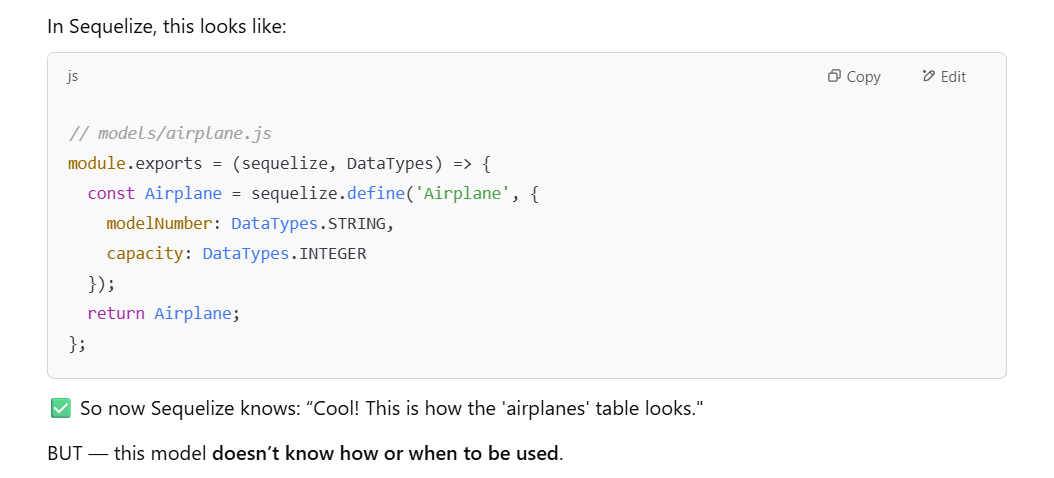 In Sequelize, this looks like:
js
Copy
Edit
// models/airplane.js
module.exports = (sequelize, DataTypes) => {
  const Airplane = sequelize.define('Airplane', {
    modelNumber: DataTypes.STRING,
    capacity: DataTypes.INTEGER
  });
  return Airplane;
};
✅ So now Sequelize knows: “Cool! This is how the 'airplanes' table looks."
BUT — this model doesn’t know how or when to be used.